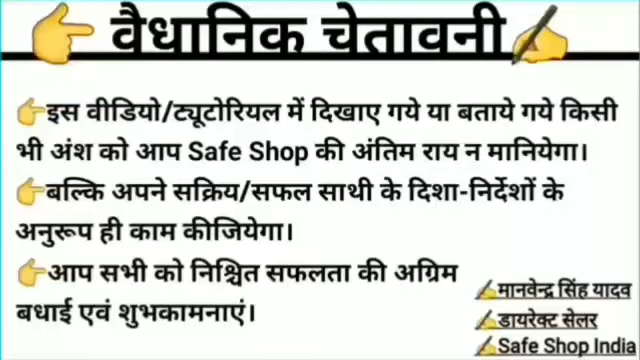 👉 वैधानिक चेतावनी ✍️
👉इस वीडियो/ट्यूटोरियल में दिखाए गये या बताये गये किसी
भी अंश को आप Safe Shop की अंतिम राय न मानियेगा।
👉बल्कि अपने सक्रिय/सफल साथी के दिशा-निर्देशों के
अनुरूप ही काम कीजियेगा।
👉आप सभी को निश्चित सफलता की अग्रिम
बधाई एवं शुभकामनाएं।
✍️मानवेन्द्र सिंह यादव
✍️डायरेक्ट सेलर
✍️Safe Shop India